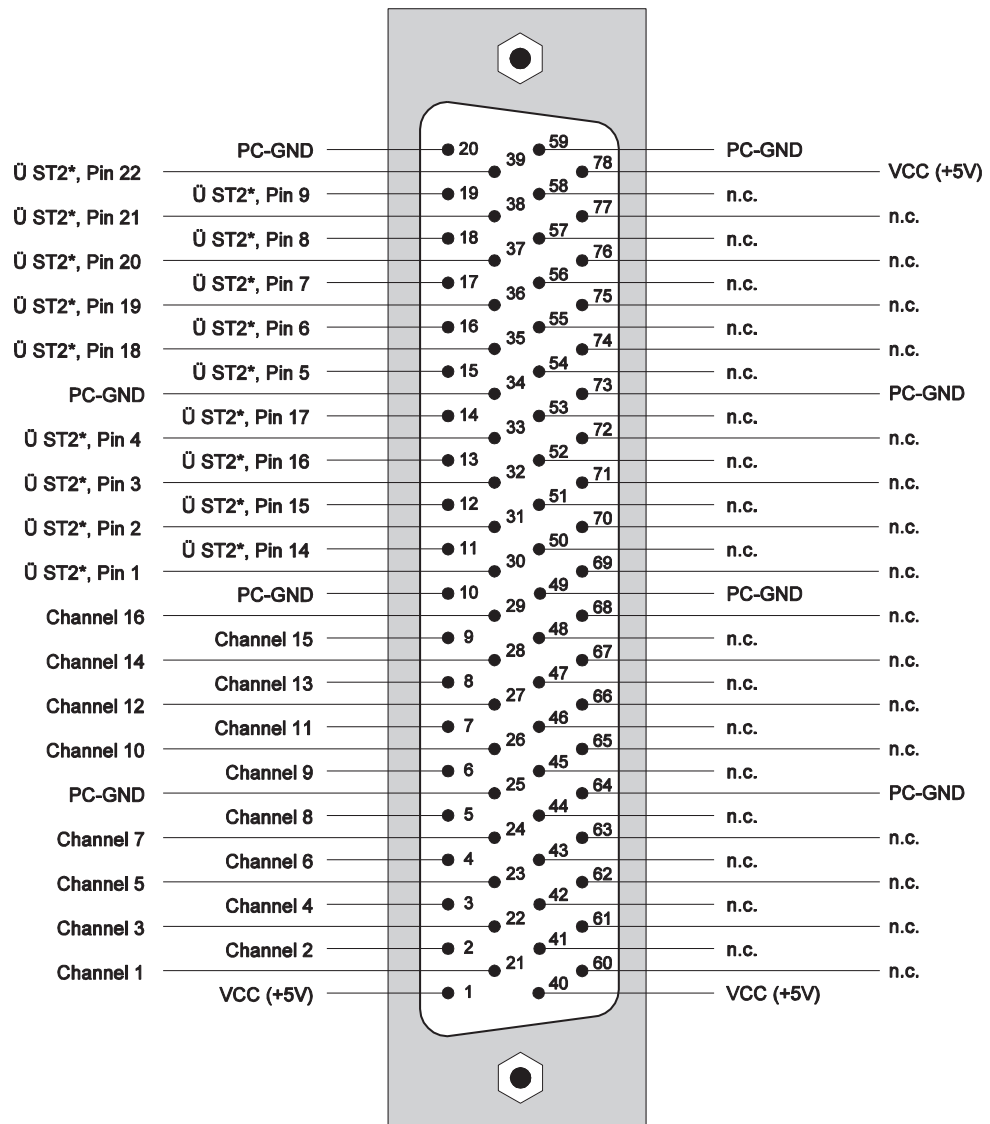 PC-GND 20 59 PC-GND
Ü ST2*, Pin 22 39 78 VCC (+5V)
Ü ST2*, Pin 9 19 58 n.c.
Ü ST2*, Pin 21 38 77 n.c.
Ü ST2*, Pin 8 18 57 n.c.
Ü ST2*, Pin 20 37 76 n.c.
Ü ST2*, Pin 7 17 56 n.c.
Ü ST2*, Pin 19 36 75 n.c.
Ü ST2*, Pin 6 16 55 n.c.
Ü ST2*, Pin 18 35 74 n.c.
Ü ST2*, Pin 5 15 54 n.c.
PC-GND 34 73 PC-GND
Ü ST2*, Pin 17 14 53 n.c.
Ü ST2*, Pin 4 33 72 n.c.
Ü ST2*, Pin 16 13 52 n.c.
Ü ST2*, Pin 3 32 71 n.c.
Ü ST2*, Pin 15 12 51 n.c.
Ü ST2*, Pin 2 31 70 n.c.
Ü ST2*, Pin 14 11 50 n.c.
Ü ST2*, Pin 1 30 69 n.c.
PC-GND 10 49 PC-GND
Channel 16 29 68 n.c.
Channel 15 9 48 n.c.
Channel 14 28 67 n.c.
Channel 13 8 47 n.c.
Channel 12 27 66 n.c.
Channel 11 7 46 n.c.
Channel 10 26 65 n.c.
Channel 9 6 45 n.c.
PC-GND 25 64 PC-GND
Channel 8 5 44 n.c.
Channel 7 24 63 n.c.
Channel 6 4 43 n.c.
Channel 5 23 62 n.c.
Channel 4 3 42 n.c.
Channel 3 22 61 n.c.
Channel 2 2 41 n.c.
Channel 1 21 60 n.c.
VCC (+5V) 1 40 VCC (+5V)